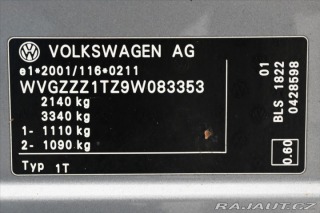 VOLKSWAGEN AG
e1*2001/116*0211
WVGZZZ1TZ9W083353
2140 kg
3340 kg
1- 1110 kg
2- 1090 kg
Typ 1T
01
BLS 1822
0428598
0.60
RAJAUT.CZ